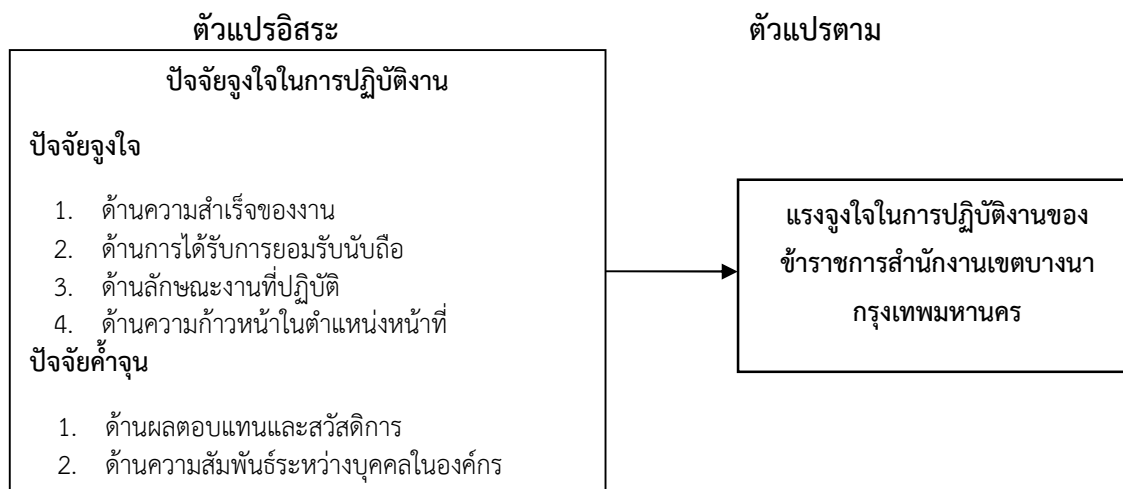 ตัวแปรอิสระ
ตัวแปรตาม
ปัจจัยจูงใจในการปฏิบัติงาน
ปัจจัยจูงใจ
1. ด้านความสำเร็จของงาน
2. ด้านการได้รับการยอมรับนับถือ
3. ด้านลักษณะงานที่ปฏิบัติ
4. ด้านความก้าวหน้าในตำแหน่งหน้าที่
ปัจจัยค้ำจุน
1. ด้านผลตอบแทนและสวัสดิการ
2. ด้านความสัมพันธ์ระหว่างบุคคลในองค์กร
แรงจูงใจในการปฏิบัติงานของ
ข้าราชการสำนักงานเขตบางนา
กรุงเทพมหานคร